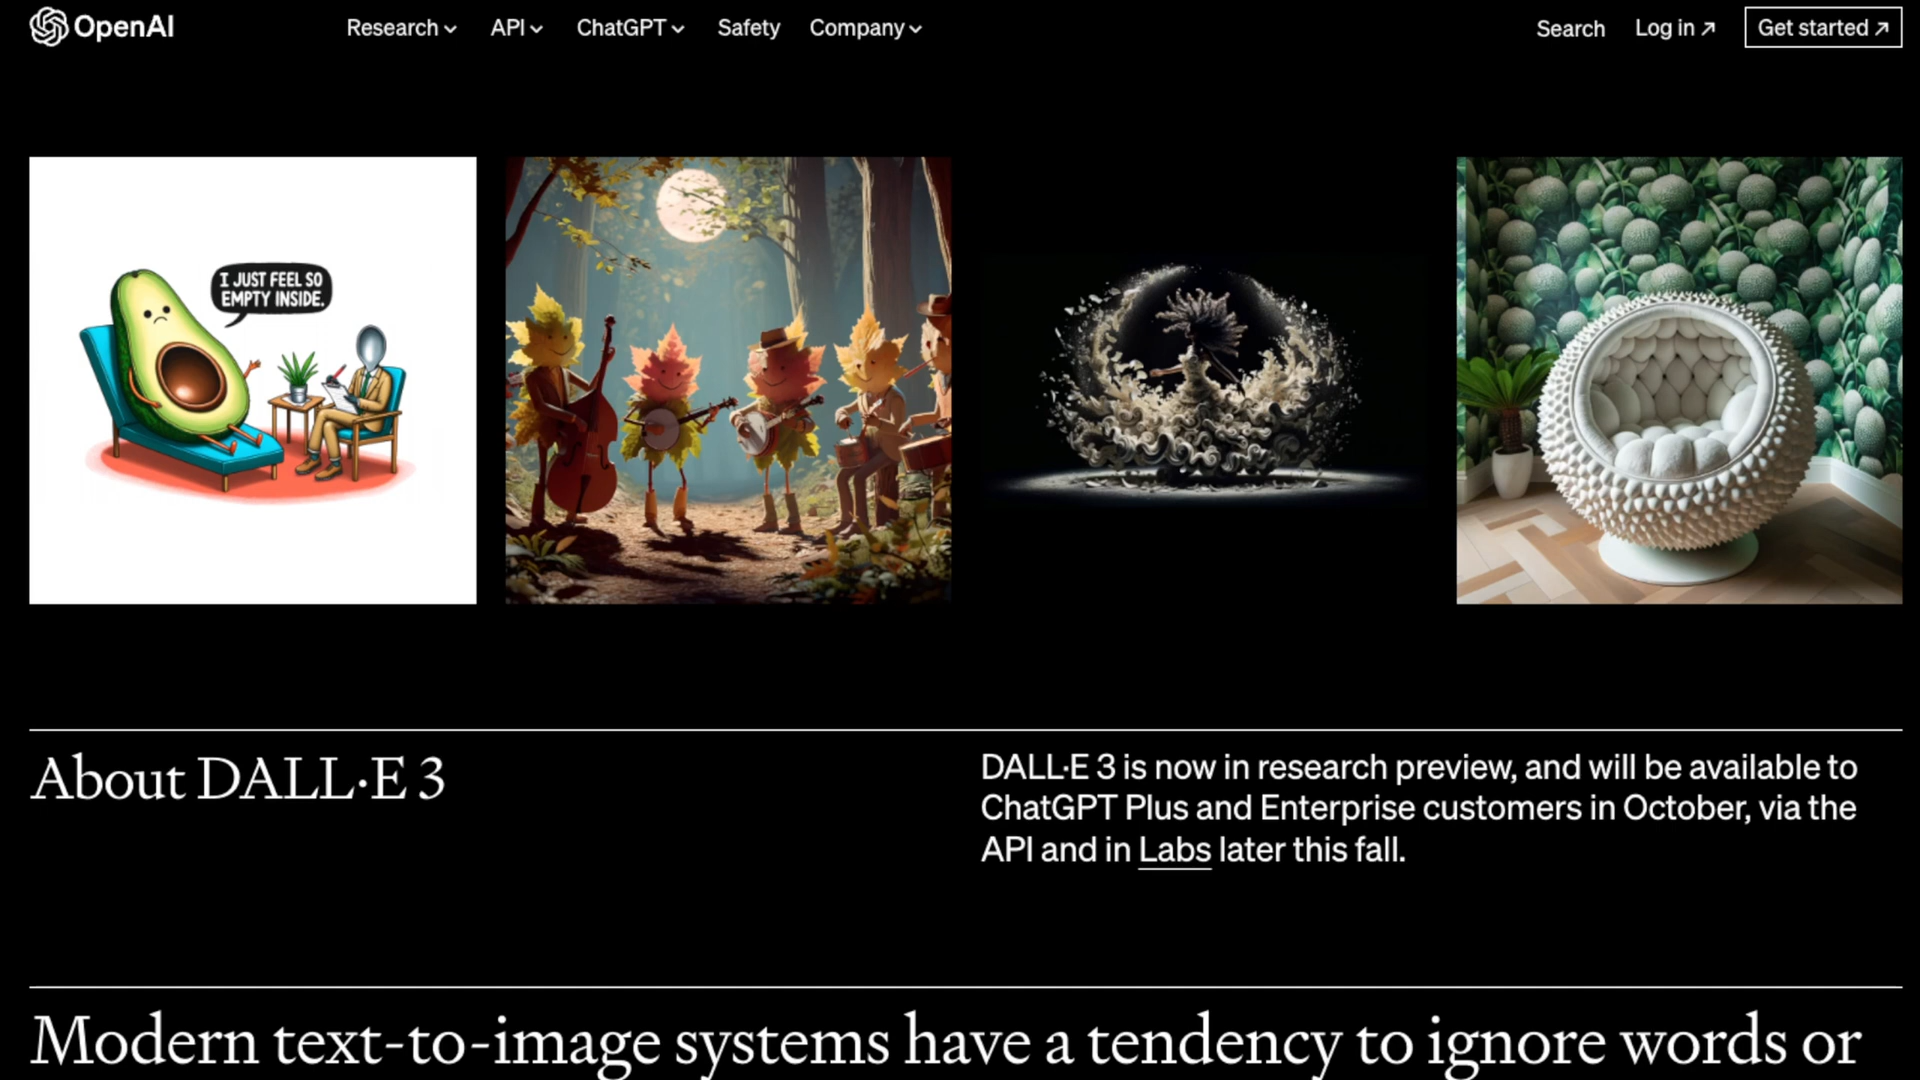 OpenAI
Research
API
ChatGPT
Safety
Company
Search
Log in ↗
Get started ↗
I JUST FEEL SO
EMPTY INSIDE.
About DALL·E 3
DALL·E 3 is now in research preview, and will be available to
ChatGPT Plus and Enterprise customers in October, via the
API and in Labs later this fall.
Modern text-to-image systems have a tendency to ignore words or